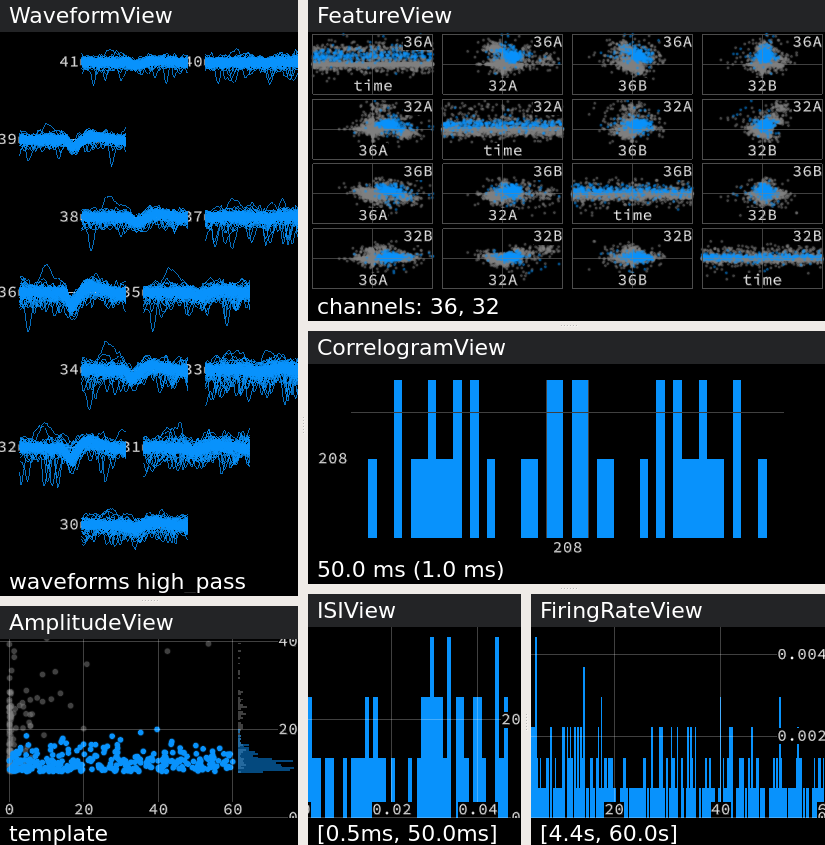 WaveformView
41 40
39
38 37
36 35
34 33
32 31
30
waveforms high_pass
FeatureView
36A 36A 36A 36A
time 32A 36B 32B
32A 32A 32A 32A
36A time 36B 32B
36B 36B 36B 36B
36A 32A time 32B
32B 32B 32B 32B
36A 32A 36B time
channels: 36, 32
CorrelogramView
208
208
50.0 ms (1.0 ms)
AmplitudeView
40
20
0 20 40 60 0
template
ISIView
20
0.02 0.04 0
[0.5ms, 50.0ms]
FiringRateView
0.004
0.002
20 40
[4.4s, 60.0s]